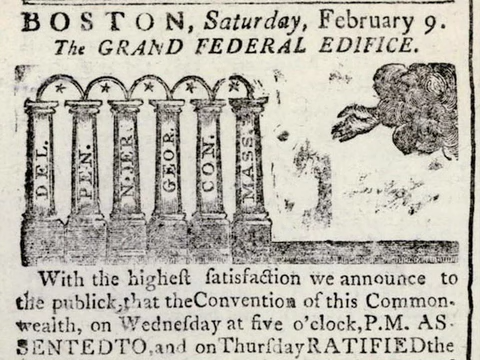 BOSTON, Saturday, February 9.
The GRAND FEDERAL EDIFICE.
DEL. PEN. N.JER. GEOR. CON. MASS.
With the higheſt ſatisfaction we announce to
the publick, that the Convention of this Common-
wealth, on Wedneſday at five o'clock, P.M. AS-
SENTED TO, and on Thurſday RATIFIED the